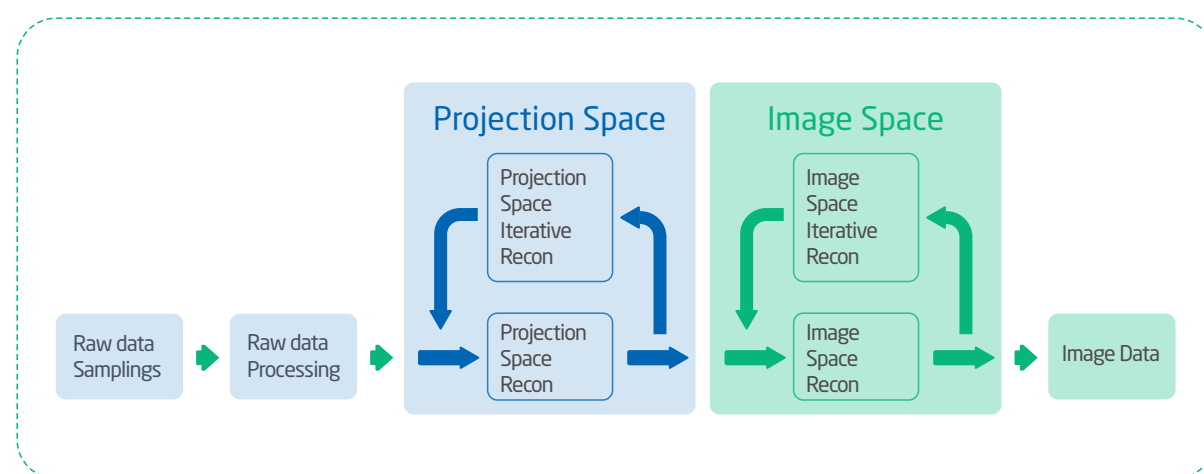 Projection Space
Image Space
Projection
Space
Iterative
Recon
Image
Space
Iterative
Recon
Raw data
Samplings
Raw data
Processing
Projection
Space
Recon
Image
Space
Recon
Image Data